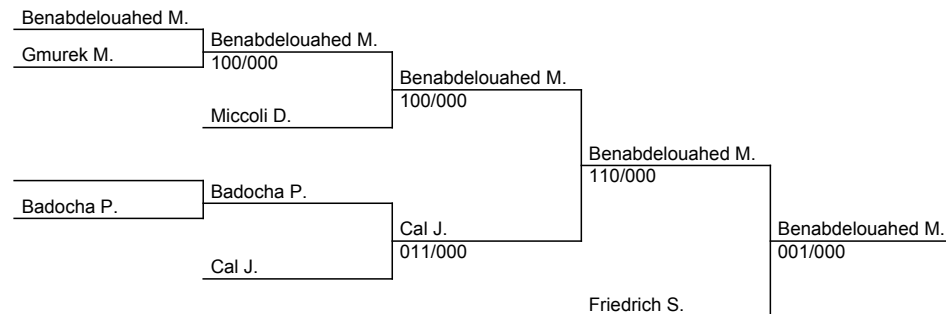 Benabdelouahed M.
Gmurek M.
Benabdelouahed M.
100/000
Miccoli D.
Benabdelouahed M.
100/000
Badocha P.
Badocha P.
Cal J.
Cal J.
011/000
Benabdelouahed M.
110/000
Friedrich S.
Benabdelouahed M.
001/000